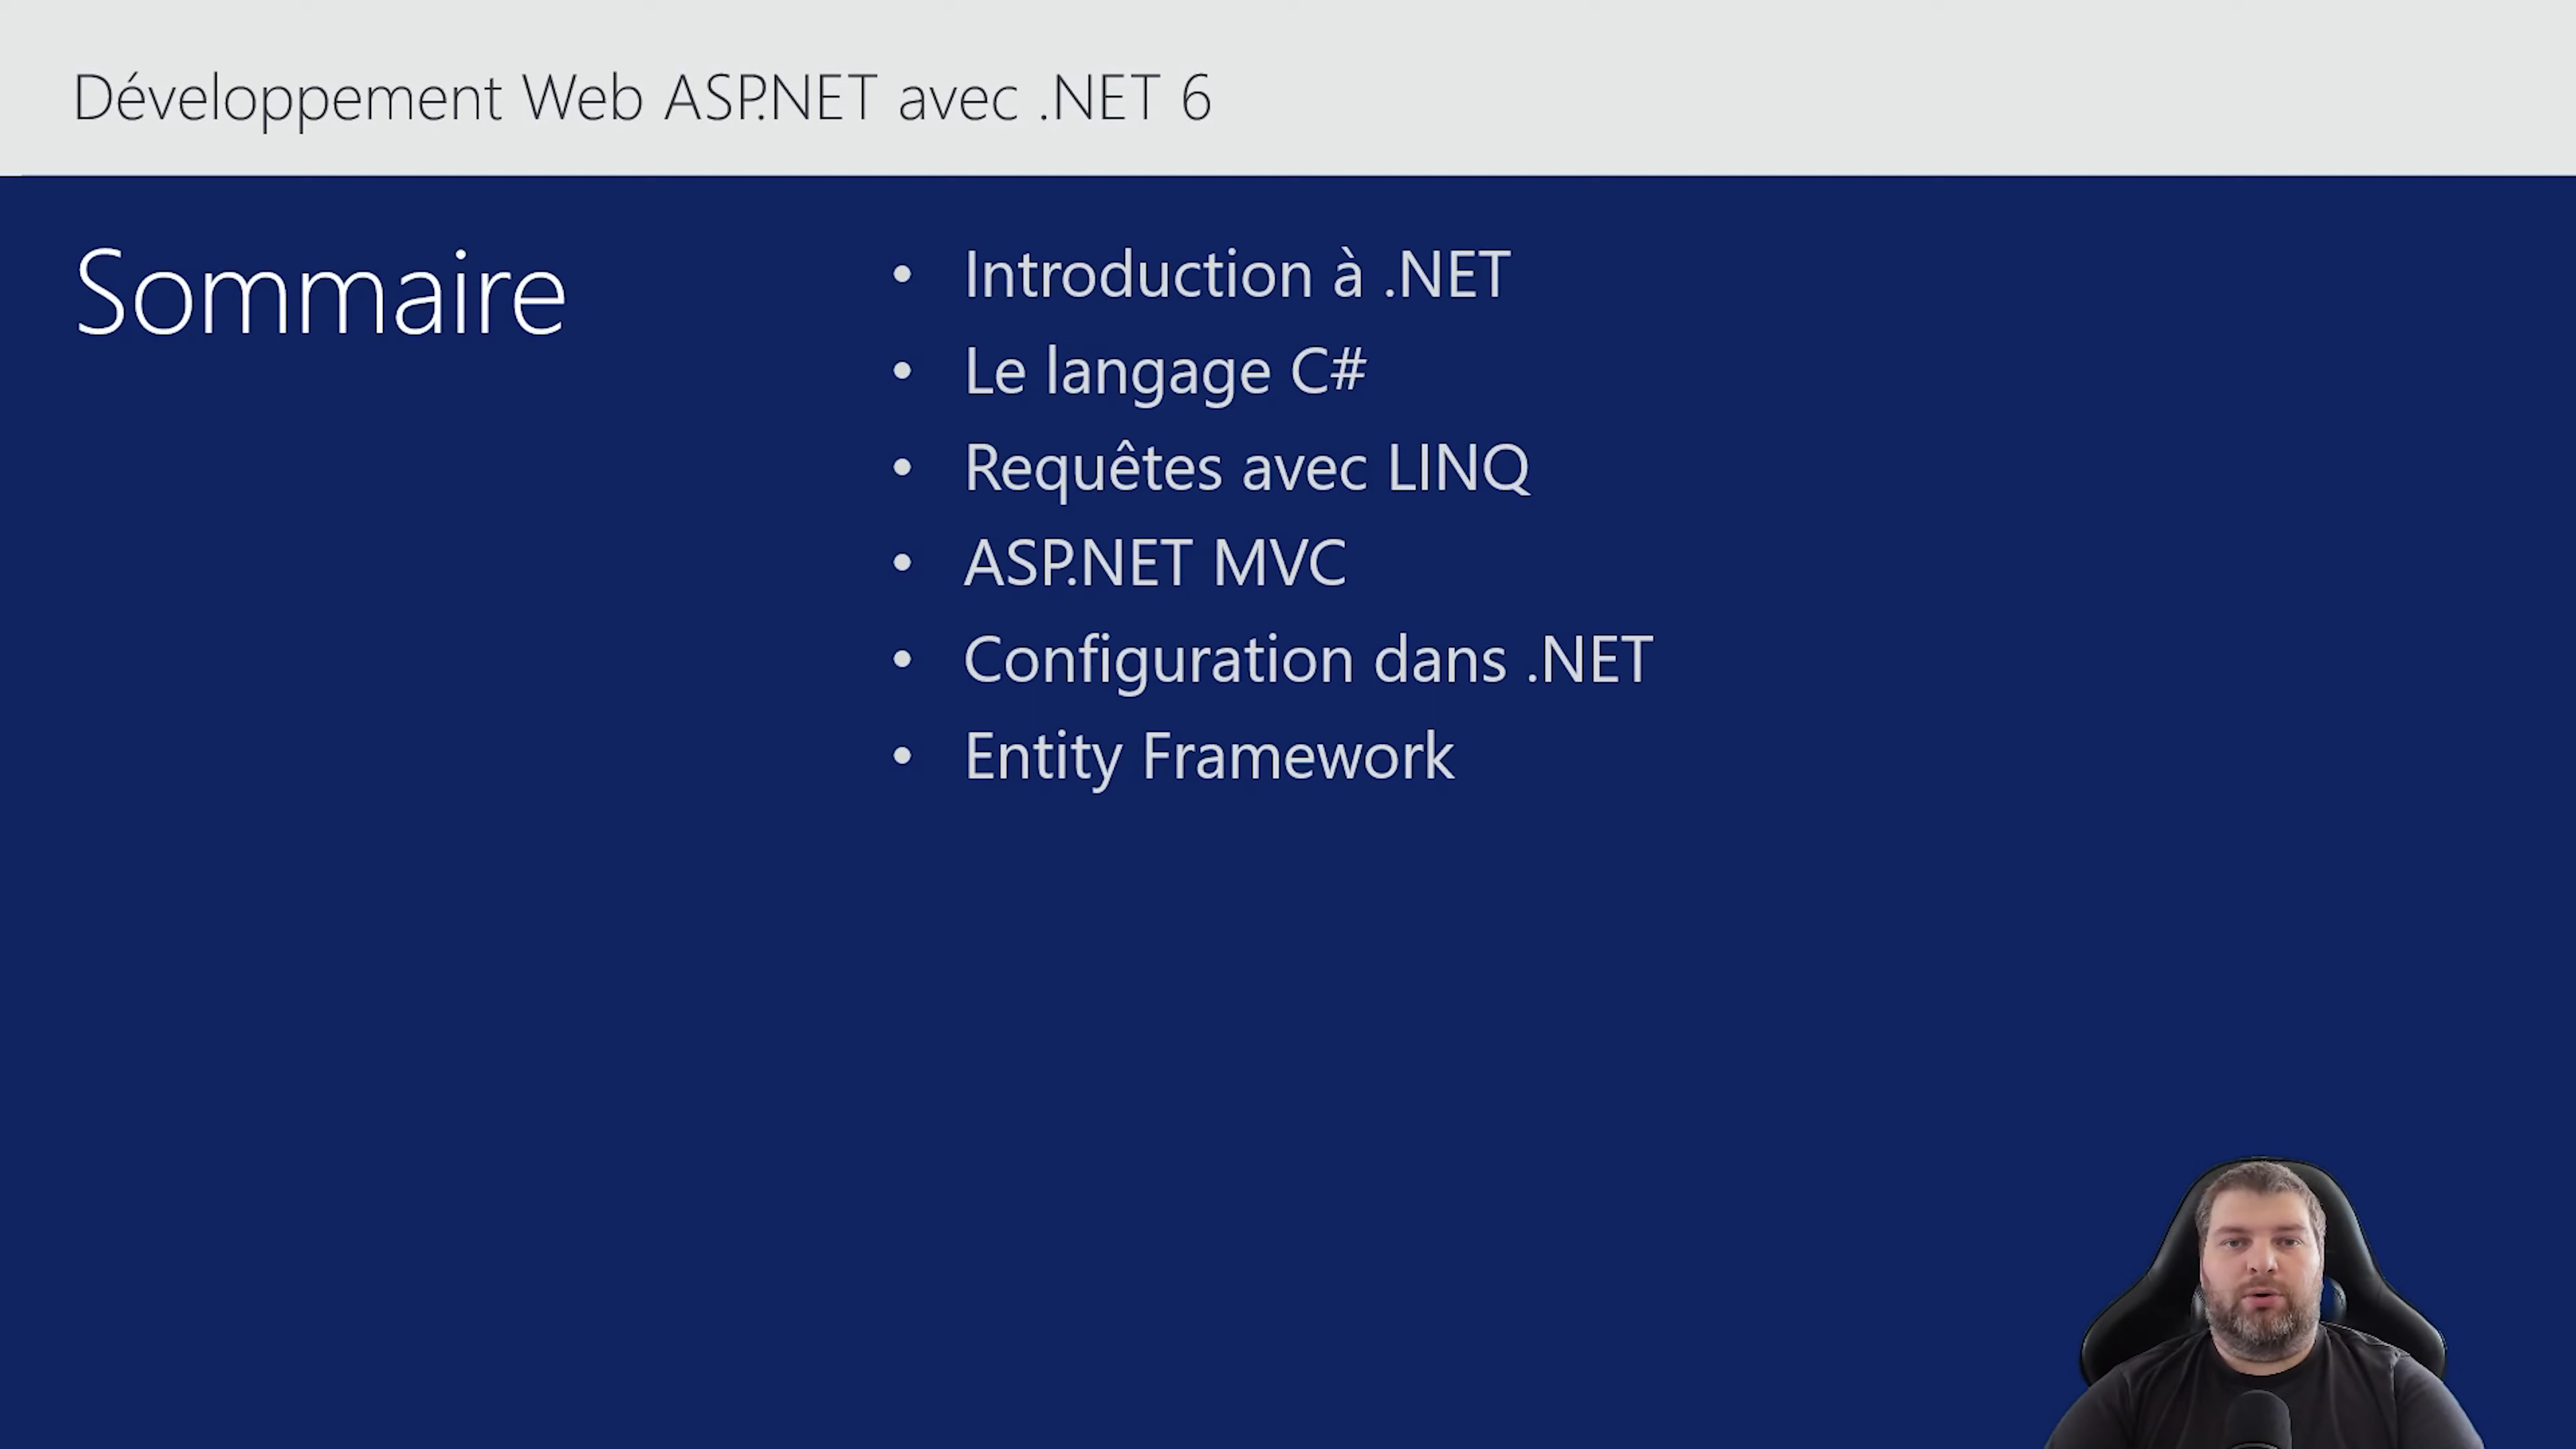 Développement Web ASP.NET avec .NET 6
Sommaire
• Introduction à .NET
• Le langage C#
• Requêtes avec LINQ
• ASP.NET MVC
• Configuration dans .NET
• Entity Framework